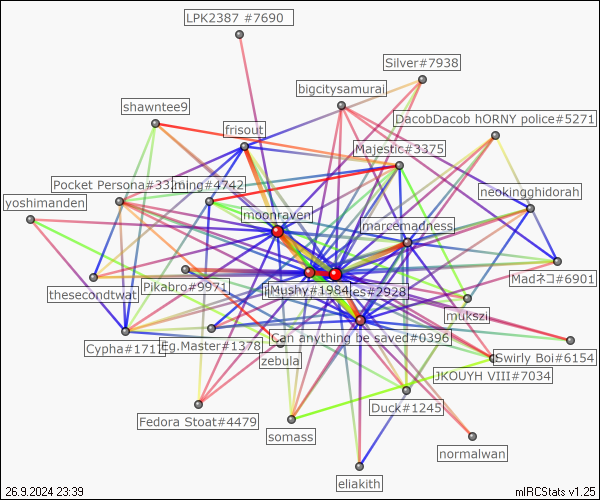 LPK2387 #7690
Silver#7938
bigcitysamurai
shawntee9
DacobDacob hORNY police#5271
frisout
Majestic#3375
Pocket Persona#33
ming#4742
neokingghidorah
yoshimanden
moonraven
marcemadness
Madネコ#6901
thesecondtwat
Pikabro#9971
Mushy#1984
es#2928
mukszi
Cypha#171
Eg.Master#1378
Can anything be saved#0396
zebula
Swirly Boi#6154
JKOUYH VIII#7034
Fedora Stoat#4479
Duck#1245
somass
normalwan
eliakith
26.9.2024 23:39
mIRCStats v1.25